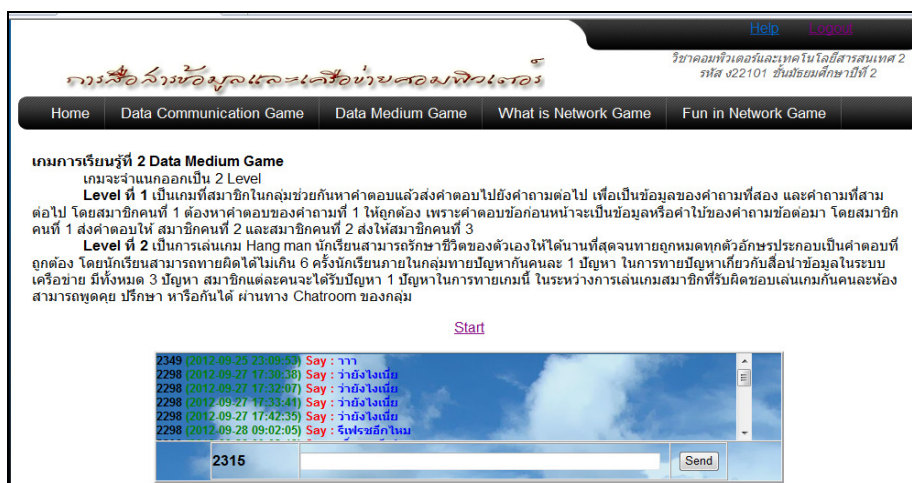 Help Logout
การสื่อสารข้อมูลและเครือข่ายคอมพิวเตอร์
วิชาคอมพิวเตอร์และเทคโนโลยีสารสนเทศ 2
รหัส ง22101 ชั้นมัธยมศึกษาปีที่ 2
Home Data Communication Game Data Medium Game What is Network Game Fun in Network Game
เกมการเรียนรู้ที่ 2 Data Medium Game
เกมจะจำแนกออกเป็น 2 Level
Level ที่ 1 เป็นเกมที่สมาชิกในกลุ่มช่วยกันหาคำตอบแล้วส่งคำตอบไปยังคำถามต่อไป เพื่อเป็นข้อมูลของคำถามที่สอง และคำถามที่สาม
ต่อไป โดยสมาชิกคนที่ 1 ต้องหาคำตอบของคำถามที่ 1 ให้ถูกต้อง เพราะคำตอบข้อก่อนหน้าจะเป็นข้อมูลหรือคำใบ้ของคำถามข้อต่อมา โดยสมาชิก
คนที่ 1 ส่งคำตอบให้ สมาชิกคนที่ 2 และสมาชิกคนที่ 2 ส่งให้สมาชิกคนที่ 3
Level ที่ 2 เป็นการเล่นเกม Hang man นักเรียนสามารถรักษาชีวิตของตัวเองให้ได้นานที่สุดจนทายถูกหมดทุกตัวอักษรประกอบเป็นคำตอบที่
ถูกต้อง โดยนักเรียนสามารถทายผิดได้ไม่เกิน 6 ครั้งนักเรียนภายในกลุ่มทายปัญหากันคนละ 1 ปัญหา ในการทายปัญหาเกี่ยวกับสื่อนำข้อมูลในระบบ
เครือข่าย มีทั้งหมด 3 ปัญหา สมาชิกแต่ละคนจะได้รับปัญหา 1 ปัญหาในการทายเกมนี้ ในระหว่างการเล่นเกมสมาชิกที่รับผิดชอบเล่นเกมกันคนละห้อง
สามารถพูดคุย ปรึกษา หารือกันได้ ผ่านทาง Chatroom ของกลุ่ม
Start
2349 (2012-09-25 23:09:53) Say : วาา
2298 (2012-09-27 17:30:38) Say : ว่ายังไงเนี่ย
2298 (2012-09-27 17:32:07) Say : ว่ายังไงเนี่ย
2298 (2012-09-27 17:33:41) Say : ว่ายังไงเนี่ย
2298 (2012-09-27 17:42:35) Say : ว่ายังไงเนี่ย
2298 (2012-09-28 09:02:05) Say : รีเฟรชอีกไหม
2315 Send